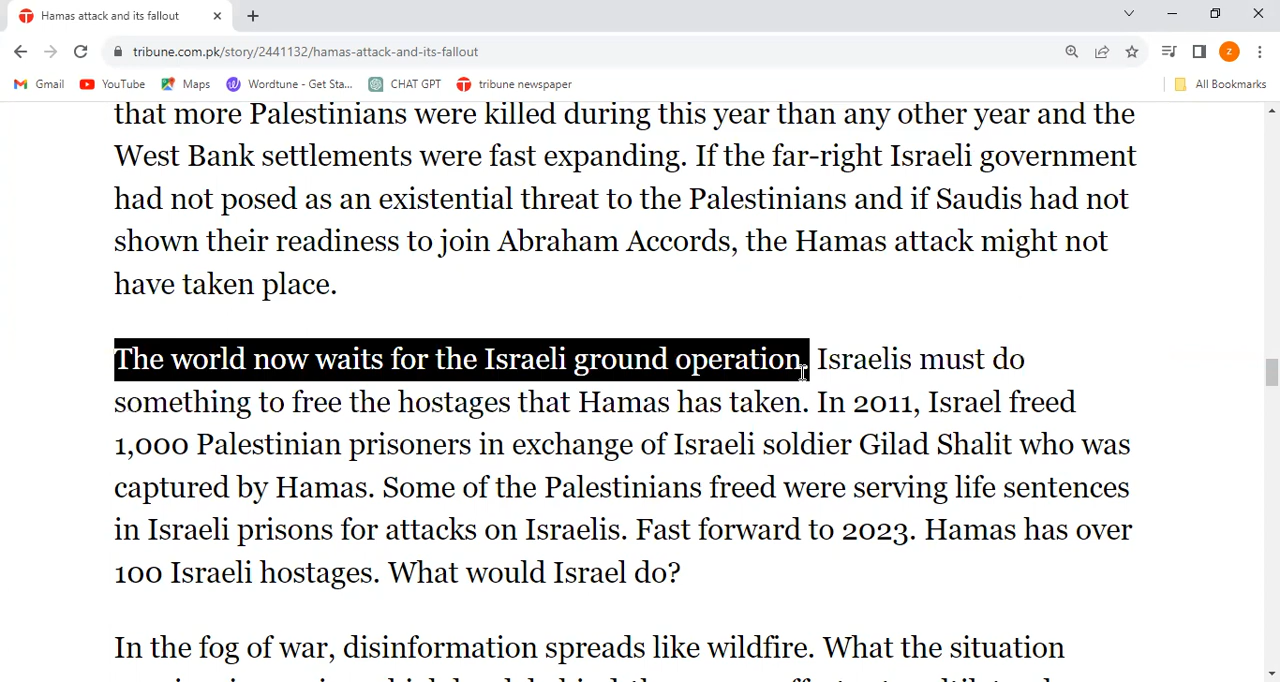 Hamas attack and its fallout
tribune.com.pk/story/2441132/hamas-attack-and-its-fallout
z
Gmail YouTube Maps Wordtune - Get Sta... CHAT GPT tribune newspaper All Bookmarks
that more Palestinians were killed during this year than any other year and the
West Bank settlements were fast expanding. If the far-right Israeli government
had not posed as an existential threat to the Palestinians and if Saudis had not
shown their readiness to join Abraham Accords, the Hamas attack might not
have taken place.
The world now waits for the Israeli ground operation. Israelis must do
something to free the hostages that Hamas has taken. In 2011, Israel freed
1,000 Palestinian prisoners in exchange of Israeli soldier Gilad Shalit who was
captured by Hamas. Some of the Palestinians freed were serving life sentences
in Israeli prisons for attacks on Israelis. Fast forward to 2023. Hamas has over
100 Israeli hostages. What would Israel do?
In the fog of war, disinformation spreads like wildfire. What the situation